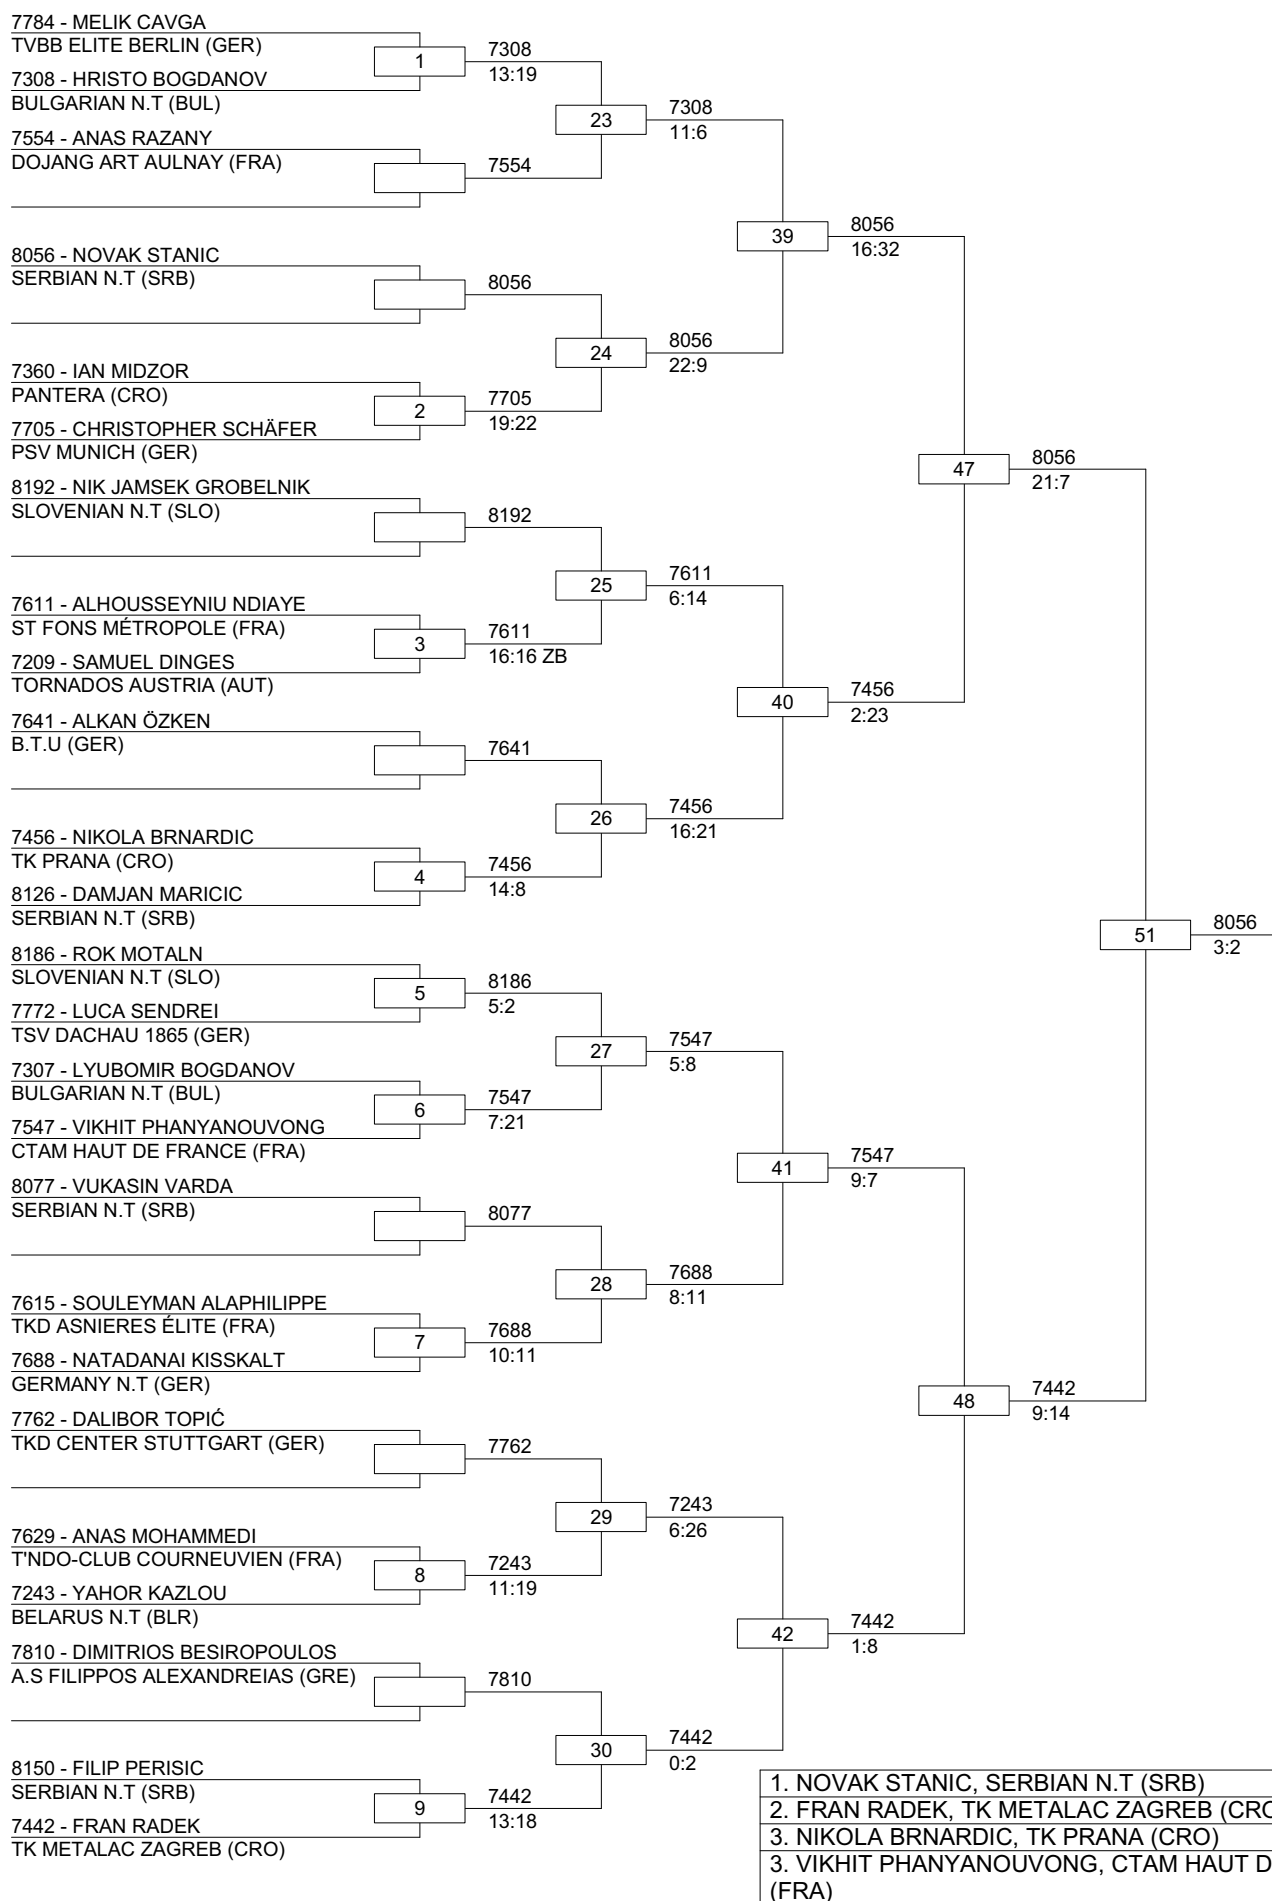 7784 - MELIK CAVGA
TVBB ELITE BERLIN (GER)
1
7308
13:19
7308 - HRISTO BOGDANOV
BULGARIAN N.T (BUL)
23
7308
11:6
7554 - ANAS RAZANY
DOJANG ART AULNAY (FRA)
7554
39
8056
16:32
8056 - NOVAK STANIC
SERBIAN N.T (SRB)
8056
24
8056
22:9
7360 - IAN MIDZOR
PANTERA (CRO)
2
7705
19:22
7705 - CHRISTOPHER SCHÄFER
PSV MUNICH (GER)
47
8056
21:7
8192 - NIK JAMSEK GROBELNIK
SLOVENIAN N.T (SLO)
8192
25
7611
6:14
7611 - ALHOUSSEYNIU NDIAYE
ST FONS MÉTROPOLE (FRA)
3
7611
16:16 ZB
7209 - SAMUEL DINGES
TORNADOS AUSTRIA (AUT)
40
7456
2:23
7641 - ALKAN ÖZKEN
B.T.U (GER)
7641
26
7456
16:21
7456 - NIKOLA BRNARDIC
TK PRANA (CRO)
4
7456
14:8
8126 - DAMJAN MARICIC
SERBIAN N.T (SRB)
51
8056
3:2
8186 - ROK MOTALN
SLOVENIAN N.T (SLO)
5
8186
5:2
7772 - LUCA SENDREI
TSV DACHAU 1865 (GER)
27
7547
5:8
7307 - LYUBOMIR BOGDANOV
BULGARIAN N.T (BUL)
6
7547
7:21
7547 - VIKHIT PHANYANOUVONG
CTAM HAUT DE FRANCE (FRA)
41
7547
9:7
8077 - VUKASIN VARDA
SERBIAN N.T (SRB)
8077
28
7688
8:11
7615 - SOULEYMAN ALAPHILIPPE
TKD ASNIERES ÉLITE (FRA)
7
7688
10:11
7688 - NATADANAI KISSKALT
GERMANY N.T (GER)
48
7442
9:14
7762 - DALIBOR TOPIĆ
TKD CENTER STUTTGART (GER)
7762
29
7243
6:26
7629 - ANAS MOHAMMEDI
T'NDO-CLUB COURNEUVIEN (FRA)
8
7243
11:19
7243 - YAHOR KAZLOU
BELARUS N.T (BLR)
42
7442
1:8
7810 - DIMITRIOS BESIROPOULOS
A.S FILIPPOS ALEXANDREIAS (GRE)
7810
30
7442
0:2
8150 - FILIP PERISIC
SERBIAN N.T (SRB)
9
7442
13:18
7442 - FRAN RADEK
TK METALAC ZAGREB (CRO)
1. NOVAK STANIC, SERBIAN N.T (SRB)
2. FRAN RADEK, TK METALAC ZAGREB (CRO
3. NIKOLA BRNARDIC, TK PRANA (CRO)
3. VIKHIT PHANYANOUVONG, CTAM HAUT D
(FRA)